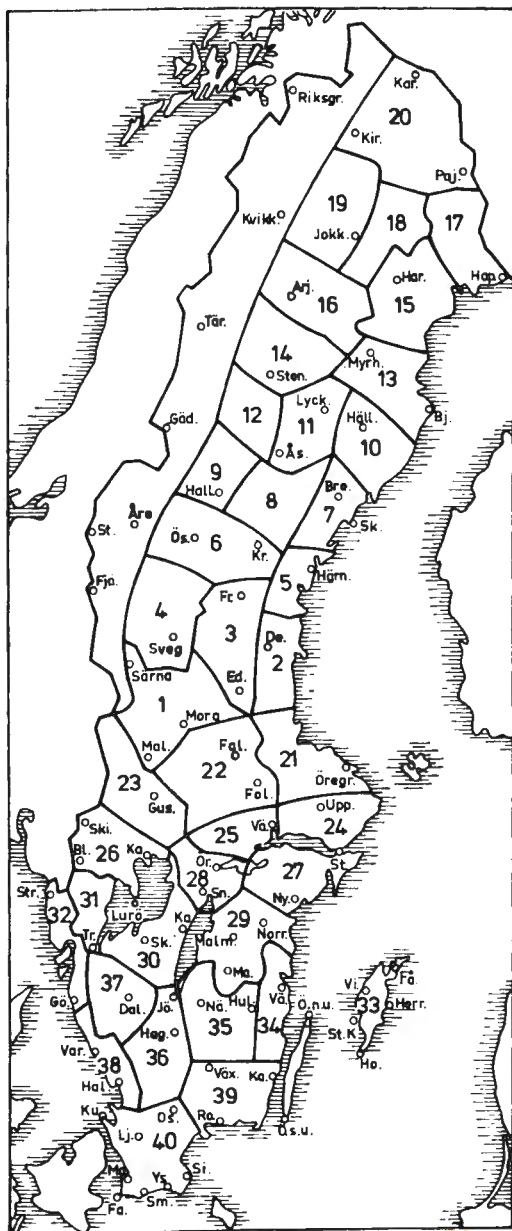 Kar.
Riksgr.
20
Kir.
Paj.
19
Kvikk.
18
17
Jokk.
Har.
Hap.
Arj.
16
15
Tär.
14
Myrh.
13
Sten.
Lyck.
12
11
Häll.
Bj.
Gäd.
10
Ås.
9
Hall.
8
Bre.
7
Åre
St.
Ös.
6
Kr.
Sk.
5
Härn.
Fjä.
Fr.
4
3
De.
Sveg
2
Särna
Ed.
1
Mora
Mal.
Fal.
21
22
23
Öregr.
Gus.
Fol.
Upp.
Ski.
25
Vä.
24
26
Ka.
Bl.
Ör.
St.
28
27
Str.
31
Sn.
Ny.
32
Lurö
Ka.
29
Norr.
Tr.
Sk.
Malm.
30
Ma.
Få.
37
Vi.
Gö.
Jö.
Nä.
Hul.
Vä.
Ö.n.u.
33
Herr.
Dal.
35
34
St.K.
Heg.
Var.
36
Ho.
38
Hal.
Väx.
Ka.
39
Ku.
Os.
Ro.
Ö.s.u.
Lj.
40
Ma.
Si.
Ys.
Fa.
Sm.